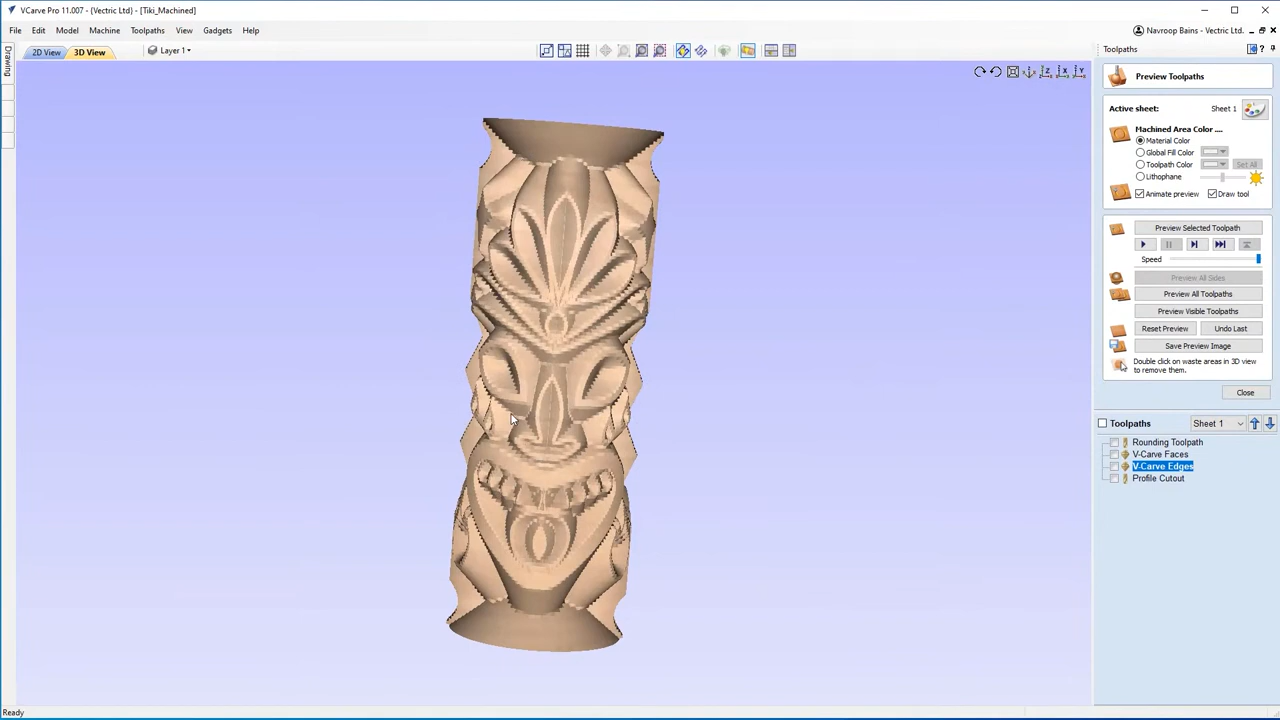 VCarve Pro 11.007 - {Vectric Ltd} - [Tiki_Machined]
File Edit Model Machine Toolpaths View Gadgets Help
Navroop Bains - Vectric Ltd.
2D View 3D View Layer 1
Drawing
Toolpaths
Preview Toolpaths
Active sheet: Sheet 1
Machined Area Color ....
Material Color
Global Fill Color
Toolpath Color Set All
Lithophane
Animate preview Draw tool
Preview Selected Toolpath
Speed
Preview All Sides
Preview All Toolpaths
Preview Visible Toolpaths
Reset Preview Undo Last
Save Preview Image
Double click on waste areas in 3D view
to remove them.
Close
Toolpaths Sheet 1
Rounding Toolpath
V-Carve Faces
V-Carve Edges
Profile Cutout
Ready